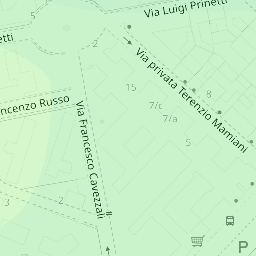 Via Luigi Prinetti
etti
2
Via privata Terenzio Mamiani
15
7/c
8
7/a
ncenzo Russo
Via Francesco Cavezzali
5
3
2
P